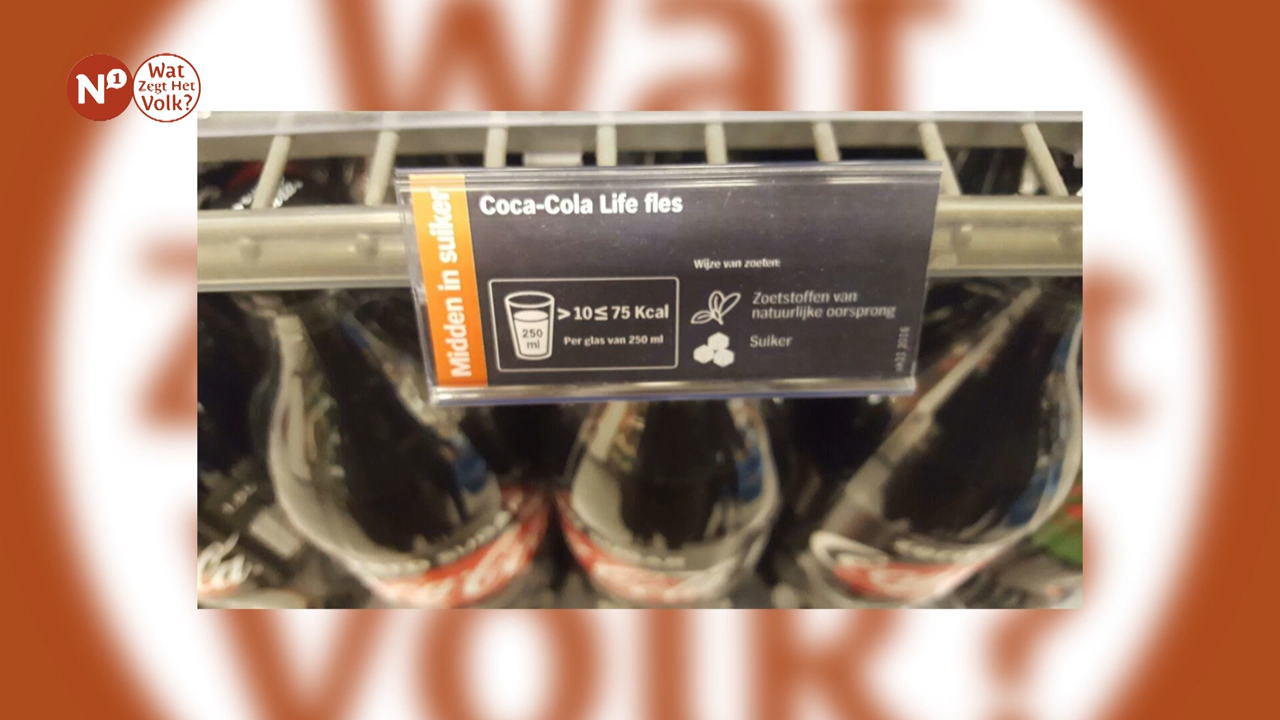 N1
Wat
Zegt Het
Volk?
Midden in suiker
Coca-Cola Life fles
Wijze van zoeten:
250
ml
>10≤75 Kcal
Per glas van 250 ml
Zoetstoffen van
natuurlijke oorsprong
Suiker